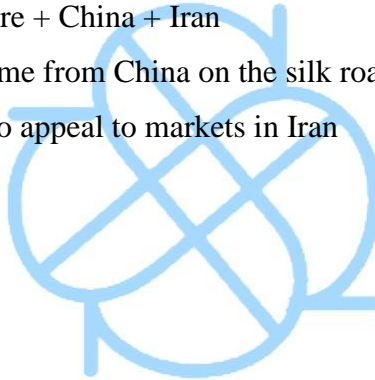 re + China + Iran
me from China on the silk roa
o appeal to markets in Iran